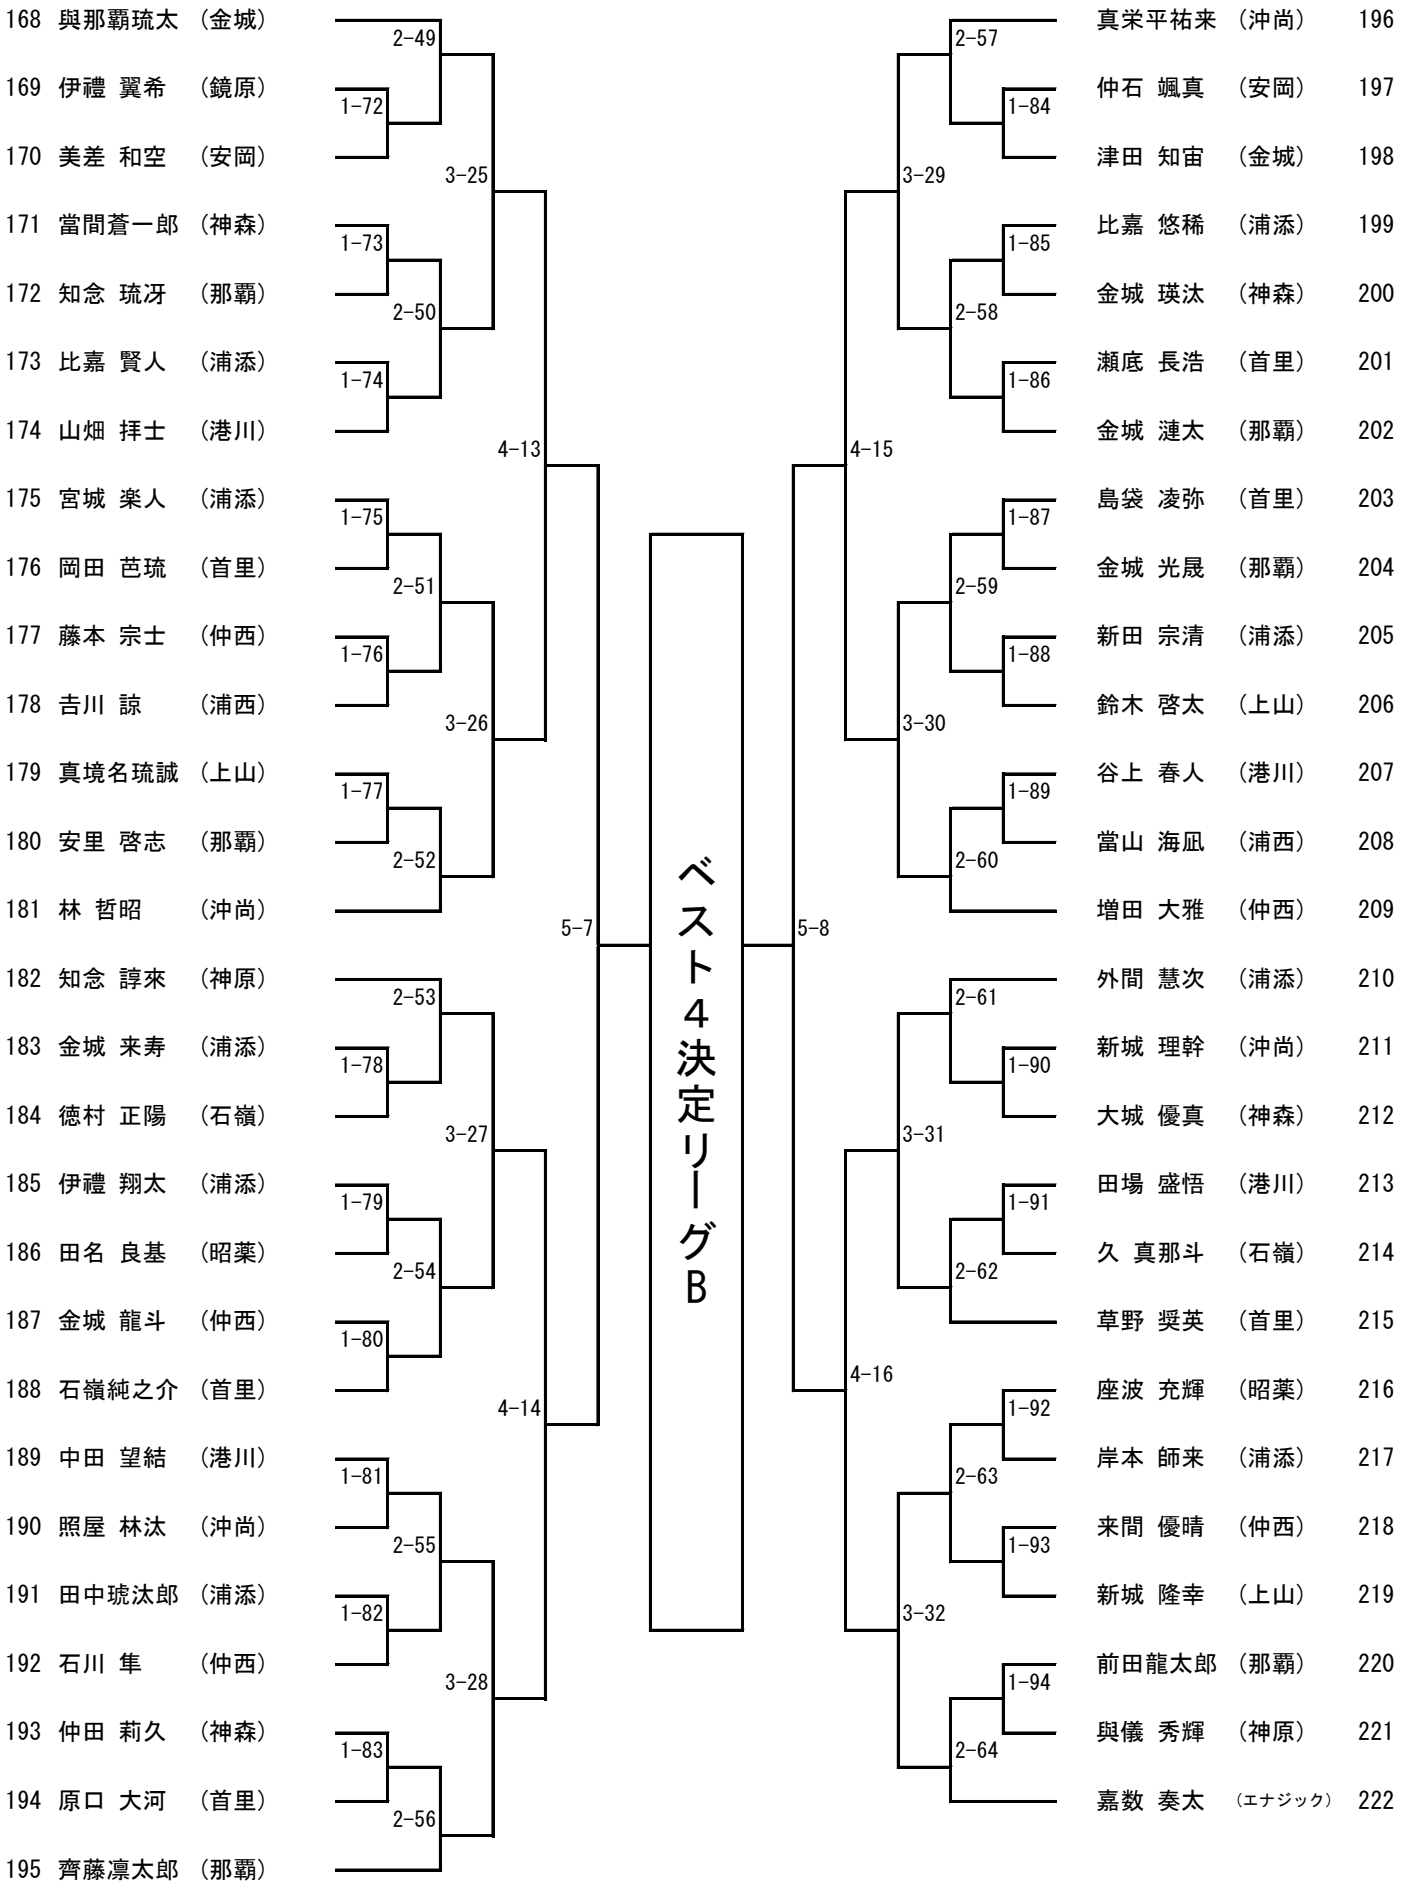 168 與那覇琉太 （金城）
2-49
169 伊禮 翼希 （鏡原）
1-72
170 美差 和空 （安岡）
3-25
171 當間蒼一郎 （神森）
1-73
172 知念 琉冴 （那覇）
2-50
173 比嘉 賢人 （浦添）
1-74
174 山畑 拝士 （港川）
4-13
175 宮城 楽人 （浦添）
1-75
176 岡田 芭琉 （首里）
2-51
177 藤本 宗士 （仲西）
1-76
178 𠮷川 諒 （浦西）
3-26
179 真境名琉誠 （上山）
1-77
180 安里 啓志 （那覇）
2-52
181 林 哲昭 （沖尚）
5-7
182 知念 諄來 （神原）
2-53
183 金城 来寿 （浦添）
1-78
184 徳村 正陽 （石嶺）
3-27
185 伊禮 翔太 （浦添）
1-79
186 田名 良基 （昭薬）
2-54
187 金城 龍斗 （仲西）
1-80
188 石嶺純之介 （首里）
4-14
189 中田 望結 （港川）
1-81
190 照屋 林汰 （沖尚）
2-55
191 田中琥汰郎 （浦添）
1-82
192 石川 隼 （仲西）
3-28
193 仲田 莉久 （神森）
1-83
194 原口 大河 （首里）
2-56
195 齊藤凛太郎 （那覇）
ベスト４決定リーグB
真栄平祐来 （沖尚） 196
2-57
仲石 颯真 （安岡） 197
1-84
津田 知宙 （金城） 198
3-29
比嘉 悠稀 （浦添） 199
1-85
金城 瑛汰 （神森） 200
2-58
瀬底 長浩 （首里） 201
1-86
金城 漣太 （那覇） 202
4-15
島袋 凌弥 （首里） 203
1-87
金城 光晟 （那覇） 204
2-59
新田 宗清 （浦添） 205
1-88
鈴木 啓太 （上山） 206
3-30
谷上 春人 （港川） 207
1-89
當山 海凪 （浦西） 208
2-60
増田 大雅 （仲西） 209
5-8
外間 慧次 （浦添） 210
2-61
新城 理幹 （沖尚） 211
1-90
大城 優真 （神森） 212
3-31
田場 盛悟 （港川） 213
1-91
久 真那斗 （石嶺） 214
2-62
草野 奨英 （首里） 215
4-16
座波 充輝 （昭薬） 216
1-92
岸本 師来 （浦添） 217
2-63
来間 優晴 （仲西） 218
1-93
新城 隆幸 （上山） 219
3-32
前田龍太郎 （那覇） 220
1-94
與儀 秀輝 （神原） 221
2-64
嘉数 奏太 （エナジック） 222